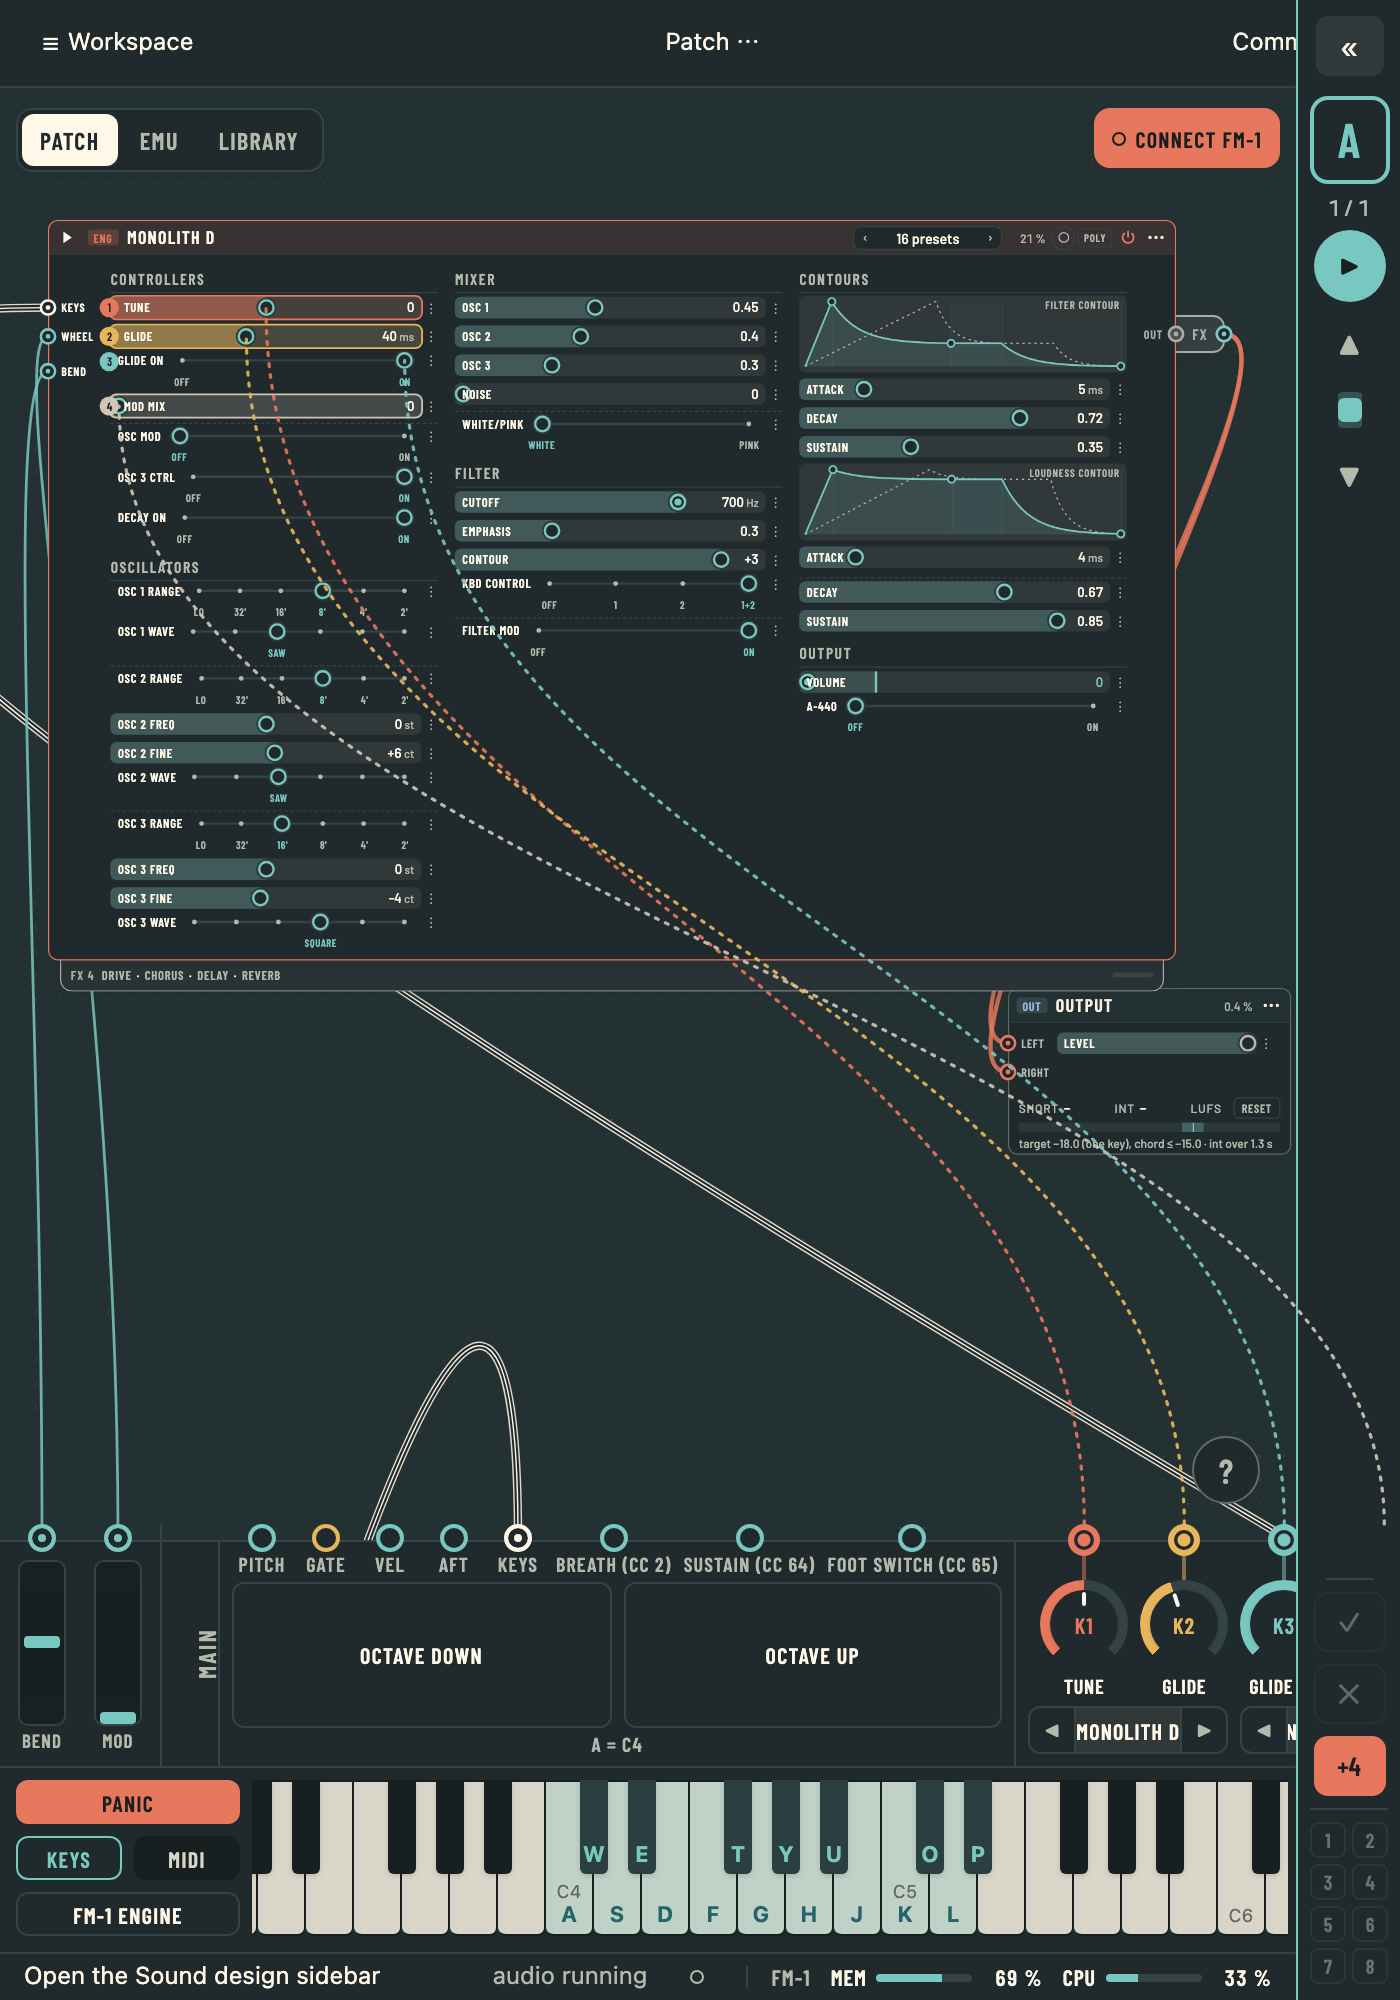 ≡ Workspace
Patch ···
Comm
«
PATCH
EMU
LIBRARY
CONNECT FM-1
A
1 / 1
ENG MONOLITH D
‹ 16 presets ›
21 %
POLY
···
KEYS
WHEEL
BEND
CONTROLLERS
1 TUNE 0
2 GLIDE 40 ms
3 GLIDE ON
OFF ON
4 MOD MIX 0
OSC MOD
OFF ON
OSC 3 CTRL
OFF ON
DECAY ON
OFF ON
OSCILLATORS
OSC 1 RANGE
LO 32' 16' 8' 4' 2'
OSC 1 WAVE
SAW
OSC 2 RANGE
LO 32' 16' 8' 4' 2'
OSC 2 FREQ 0 st
OSC 2 FINE +6 ct
OSC 2 WAVE
SAW
OSC 3 RANGE
LO 32' 16' 8' 4' 2'
OSC 3 FREQ 0 st
OSC 3 FINE −4 ct
OSC 3 WAVE
SQUARE
MIXER
OSC 1 0.45
OSC 2 0.4
OSC 3 0.3
NOISE 0
WHITE/PINK
WHITE PINK
FILTER
CUTOFF 700 Hz
EMPHASIS 0.3
CONTOUR +3
KBD CONTROL
OFF 1 2 1+2
FILTER MOD
OFF ON
CONTOURS
FILTER CONTOUR
ATTACK 5 ms
DECAY 0.72
SUSTAIN 0.35
LOUDNESS CONTOUR
ATTACK 4 ms
DECAY 0.67
SUSTAIN 0.85
OUTPUT
VOLUME 0
A-440
OFF ON
OUT FX
FX 4 DRIVE · CHORUS · DELAY · REVERB
OUT OUTPUT 0.4 % ···
LEFT LEVEL
RIGHT
SHORT – INT – LUFS RESET
target −18.0 (one key), chord ≤ −15.0 · int over 1.3 s
?
PITCH GATE VEL AFT KEYS BREATH (CC 2) SUSTAIN (CC 64) FOOT SWITCH (CC 65)
MAIN
OCTAVE DOWN
OCTAVE UP
A = C4
BEND
MOD
K1 K2 K3
TUNE GLIDE GLIDE
MONOLITH D
+4
PANIC
KEYS
MIDI
FM-1 ENGINE
W E T Y U O P
C4 C5
A S D F G H J K L
C6
1 2
3 4
5 6
7 8
Open the Sound design sidebar
audio running
FM-1 MEM 69 % CPU 33 %